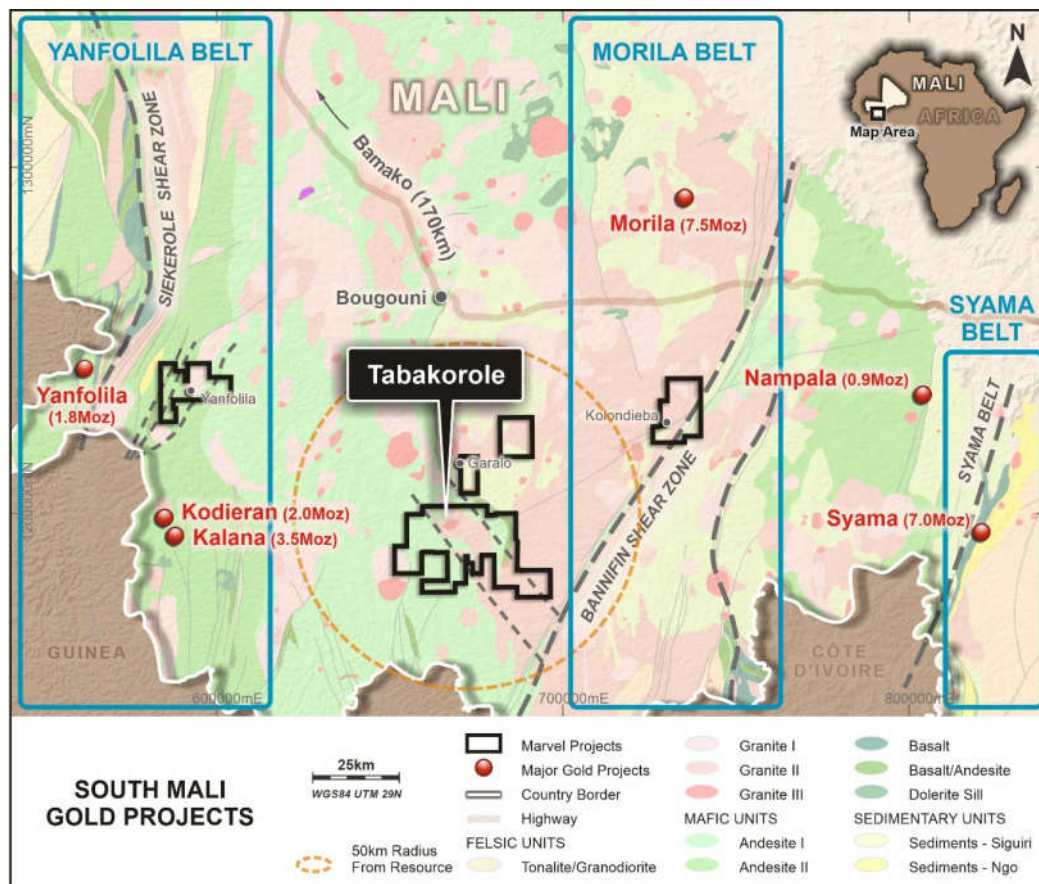 YANFOLILA BELT
MORILA BELT
N
MALI
AFRICA
Map Area
MALI
1300000mN
SIEKEROLE SHEAR ZONE
Bamako (170km)
Morila (7.5Moz)
Bougouni
SYAMA
BELT
Tabakorole
Yanfolila
(1.8Moz)
Yanfolila
Nampala (0.9Moz)
Kolondieba
Garalo
SYAMA BELT
1200000mN
Kodieran (2.0Moz)
Kalana (3.5Moz)
Syama (7.0Moz)
BANNIFIN SHEAR ZONE
GUINEA
CÔTE
D'IVOIRE
600000mE
700000mE
800000mE
SOUTH MALI
GOLD PROJECTS
25km
WGS84 UTM 29N
50km Radius
From Resource
Marvel Projects
Major Gold Projects
Country Border
Highway
FELSIC UNITS
Tonalite/Granodiorite
Granite I
Granite II
Granite III
MAFIC UNITS
Andesite I
Andesite II
Basalt
Basalt/Andesite
Dolerite Sill
SEDIMENTARY UNITS
Sediments - Siguiri
Sediments - Ngo